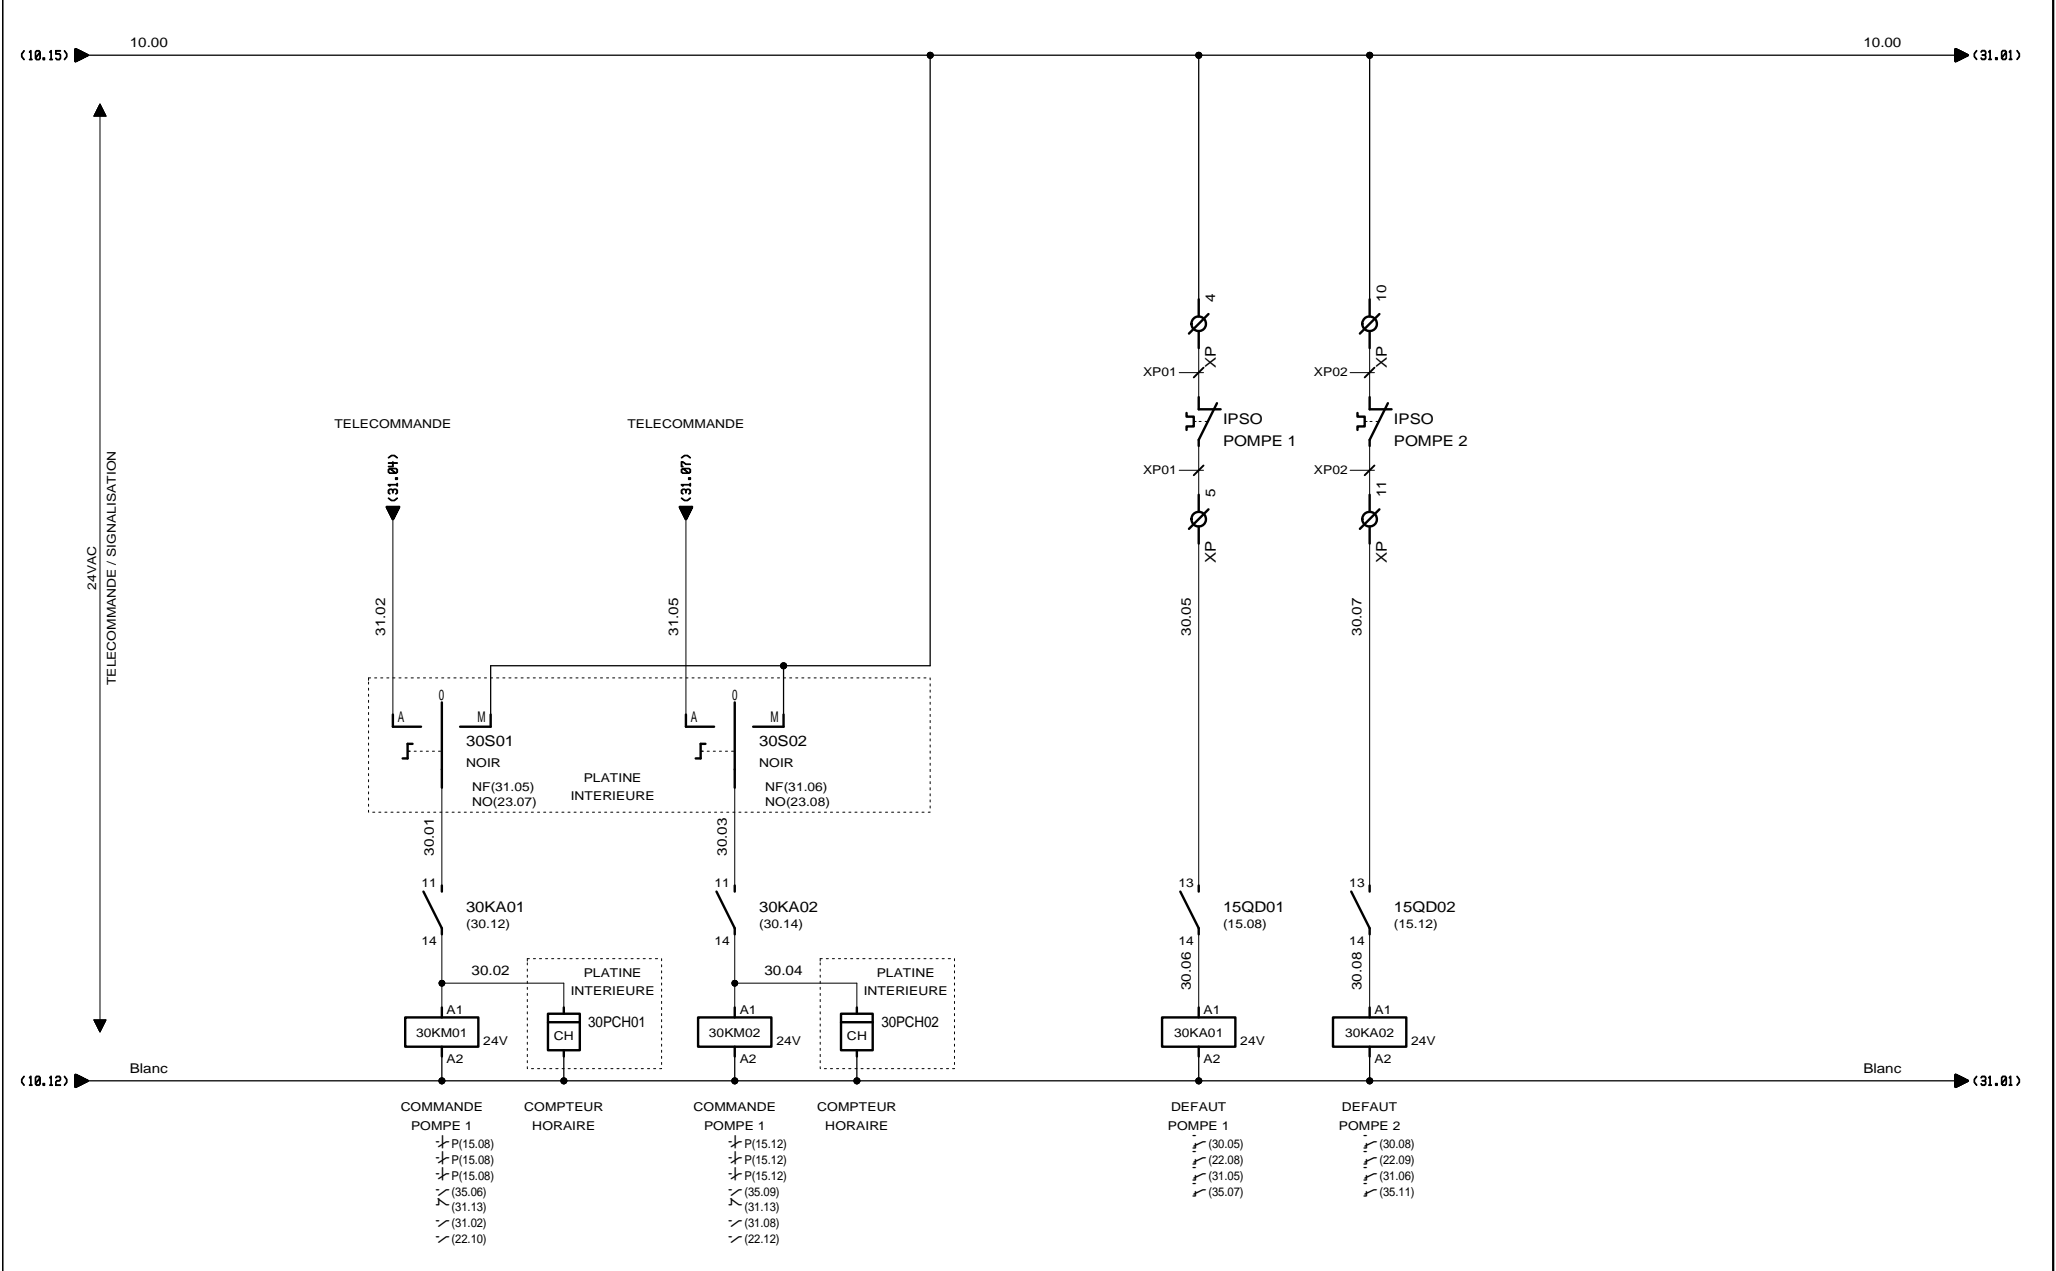 10.00
10.00
(10.15)
(31.01)
24VAC
TELECOMMANDE / SIGNALISATION
TELECOMMANDE
TELECOMMANDE
(31.04)
(31.07)
31.02
31.05
4
XP
XP01
IPSO
POMPE 1
XP01
5
XP
30.05
10
XP
XP02
IPSO
POMPE 2
XP02
11
XP
30.07
A
0
M
30S01
NOIR
NF(31.05)
NO(23.07)
PLATINE
INTERIEURE
A
0
M
30S02
NOIR
NF(31.06)
NO(23.08)
30.01
30.03
11
30KA01
(30.12)
14
11
30KA02
(30.14)
14
13
15QD01
(15.08)
14
30.06
13
15QD02
(15.12)
14
30.08
30.02
PLATINE
INTERIEURE
30PCH01
CH
30.04
PLATINE
INTERIEURE
30PCH02
CH
A1
30KM01
24V
A2
A1
30KM02
24V
A2
A1
30KA01
24V
A2
A1
30KA02
24V
A2
Blanc
Blanc
(10.12)
(31.01)
COMMANDE
POMPE 1
P(15.08)
P(15.08)
P(15.08)
(35.06)
(31.13)
(31.02)
(22.10)
COMPTEUR
HORAIRE
COMMANDE
POMPE 1
P(15.12)
P(15.12)
P(15.12)
(35.09)
(31.13)
(31.08)
(22.12)
COMPTEUR
HORAIRE
DEFAUT
POMPE 1
(30.05)
(22.08)
(31.05)
(35.07)
DEFAUT
POMPE 2
(30.08)
(22.09)
(31.06)
(35.11)